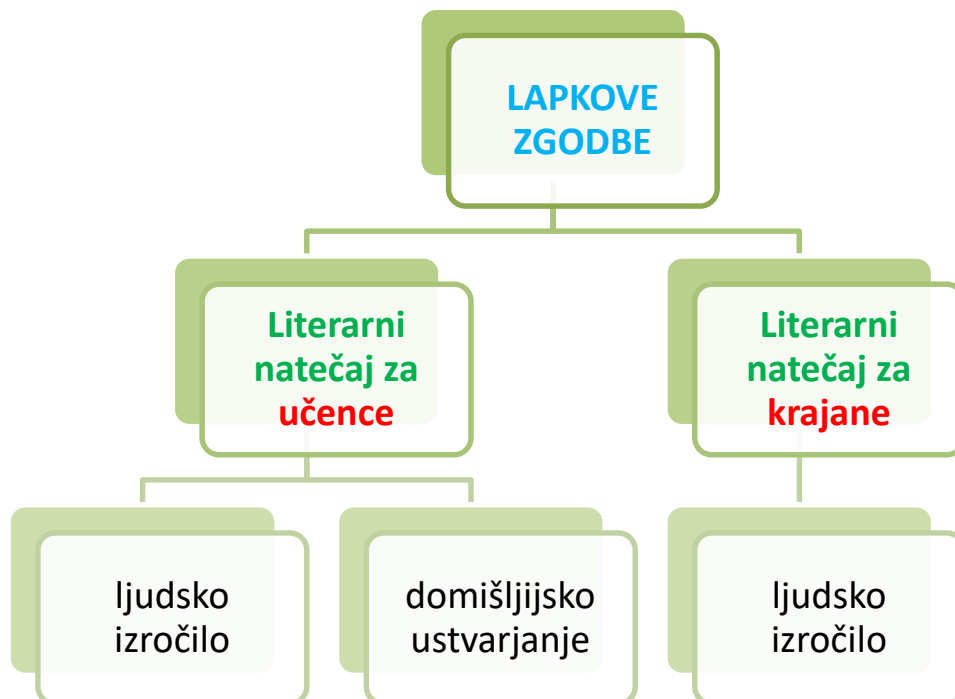 LAPKOVE
ZGODBE
Literarni
natečaj za
učence
Literarni
natečaj za
krajane
ljudsko
izročilo
domišljijsko
ustvarjanje
ljudsko
izročilo